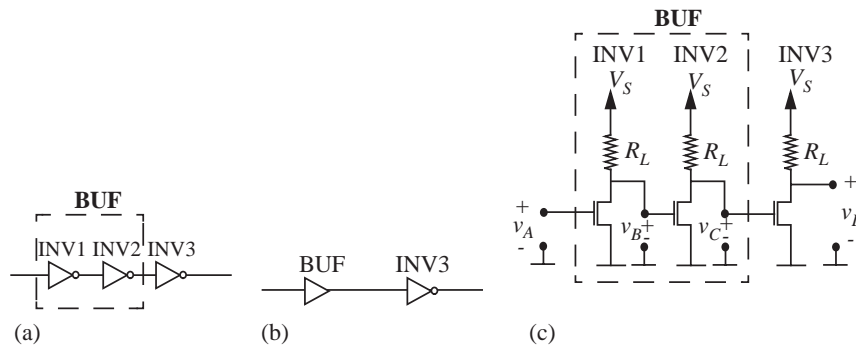 BUF
INV1 INV2 INV3
(a)
BUF INV3
(b)
BUF
INV1 INV2 INV3
V_S V_S V_S
R_L R_L R_L
+ + + +
v_A v_B v_C
- - - -
(c)